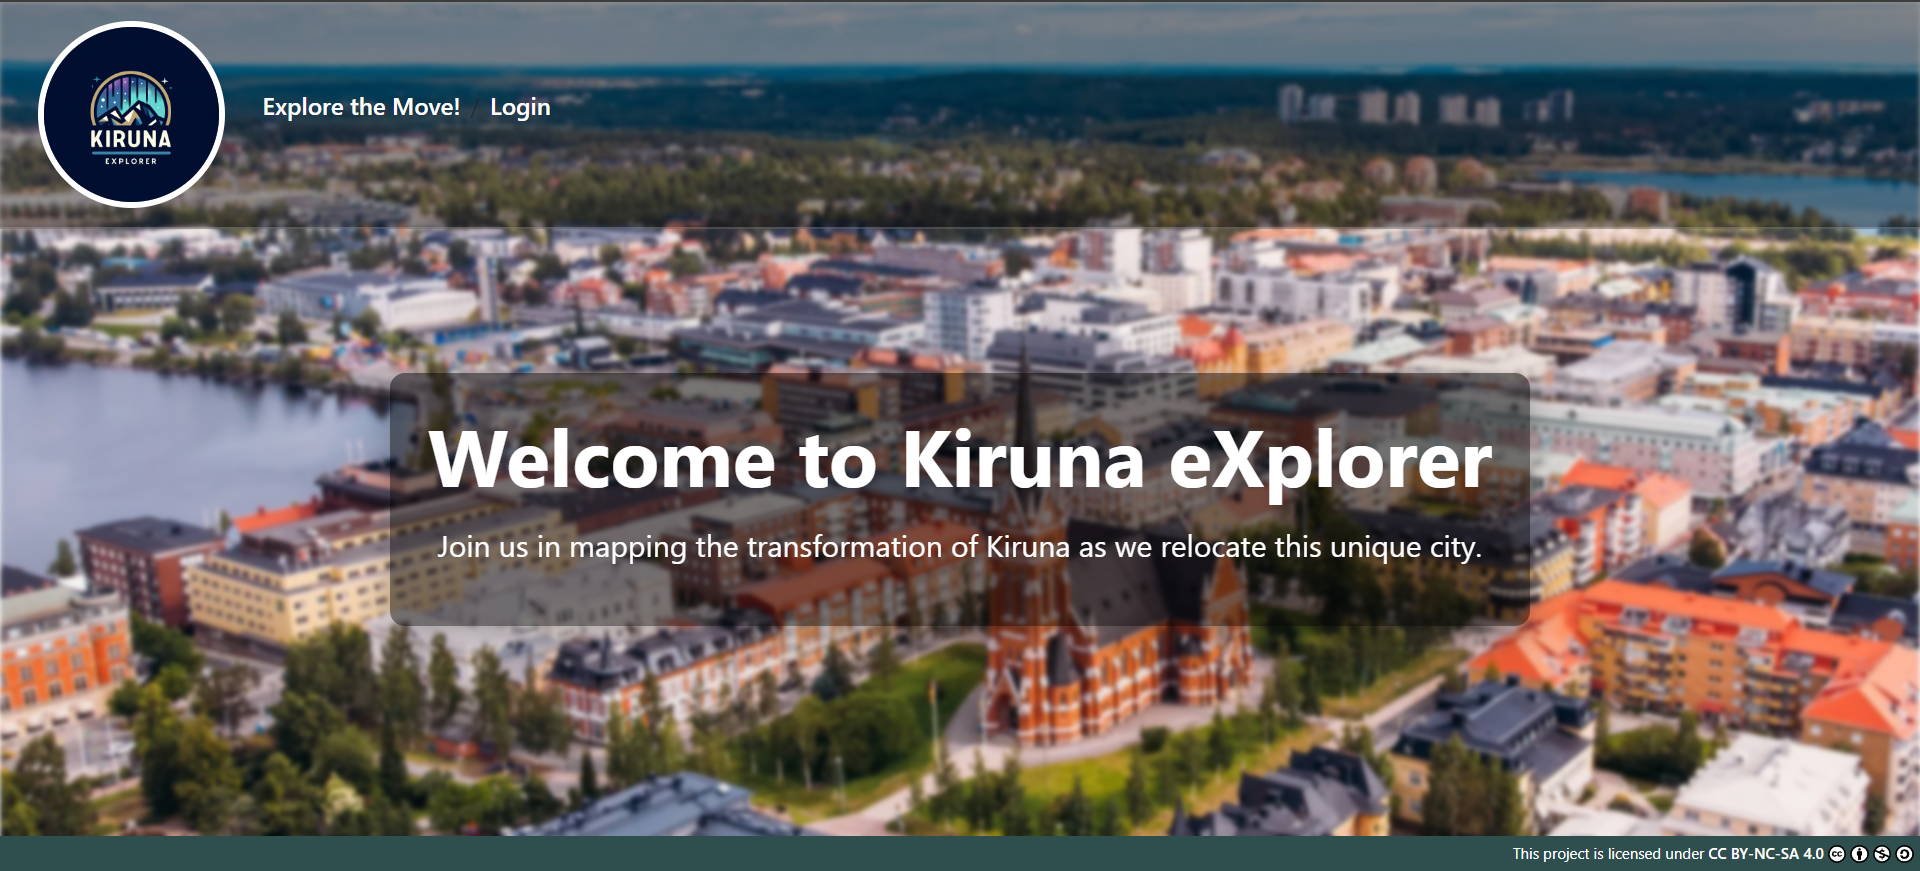 KIRUNA
EXPLORER
Explore the Move! / Login
Welcome to Kiruna eXplorer
Join us in mapping the transformation of Kiruna as we relocate this unique city.
This project is licensed under CC BY-NC-SA 4.0